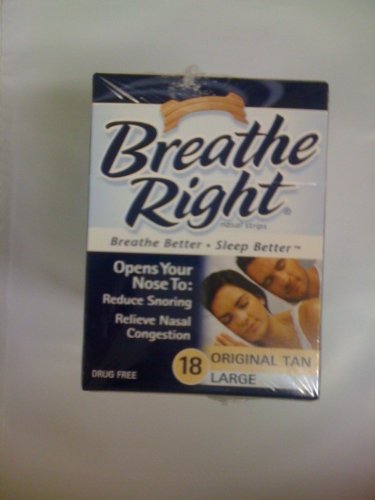 Breathe
Right®
nasal strips
Breathe Better • Sleep Better™
Opens Your
Nose To:
Reduce Snoring
Relieve Nasal
Congestion
18 ORIGINAL TAN
LARGE
DRUG FREE